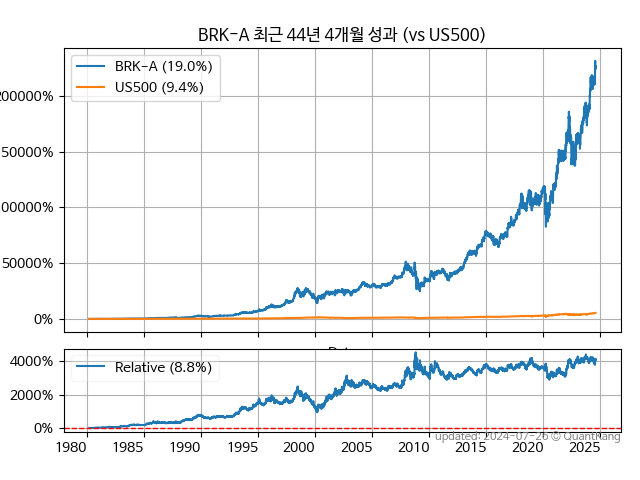 BRK-A 최근 44년 4개월 성과 (vs US500)
BRK-A (19.0%)
US500 (9.4%)
200000%
150000%
100000%
50000%
0%
Relative (8.8%)
4000%
2000%
0%
1980 1985 1990 1995 2000 2005 2010 2015 2020 2025
updated: 2024-07-26 © QuantHang